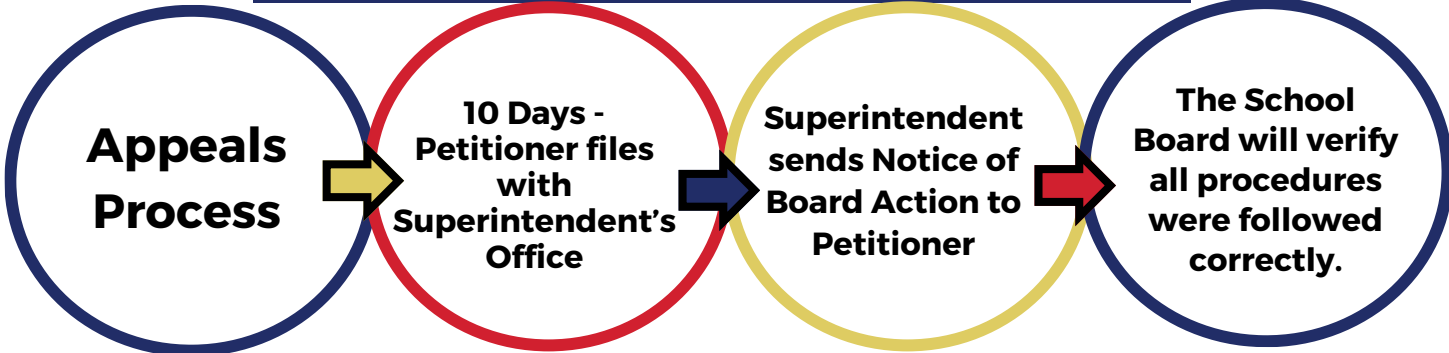 Appeals
Process
10 Days -
Petitioner files
with
Superintendent’s
Office
Superintendent
sends Notice of
Board Action to
Petitioner
The School
Board will verify
all procedures
were followed
correctly.